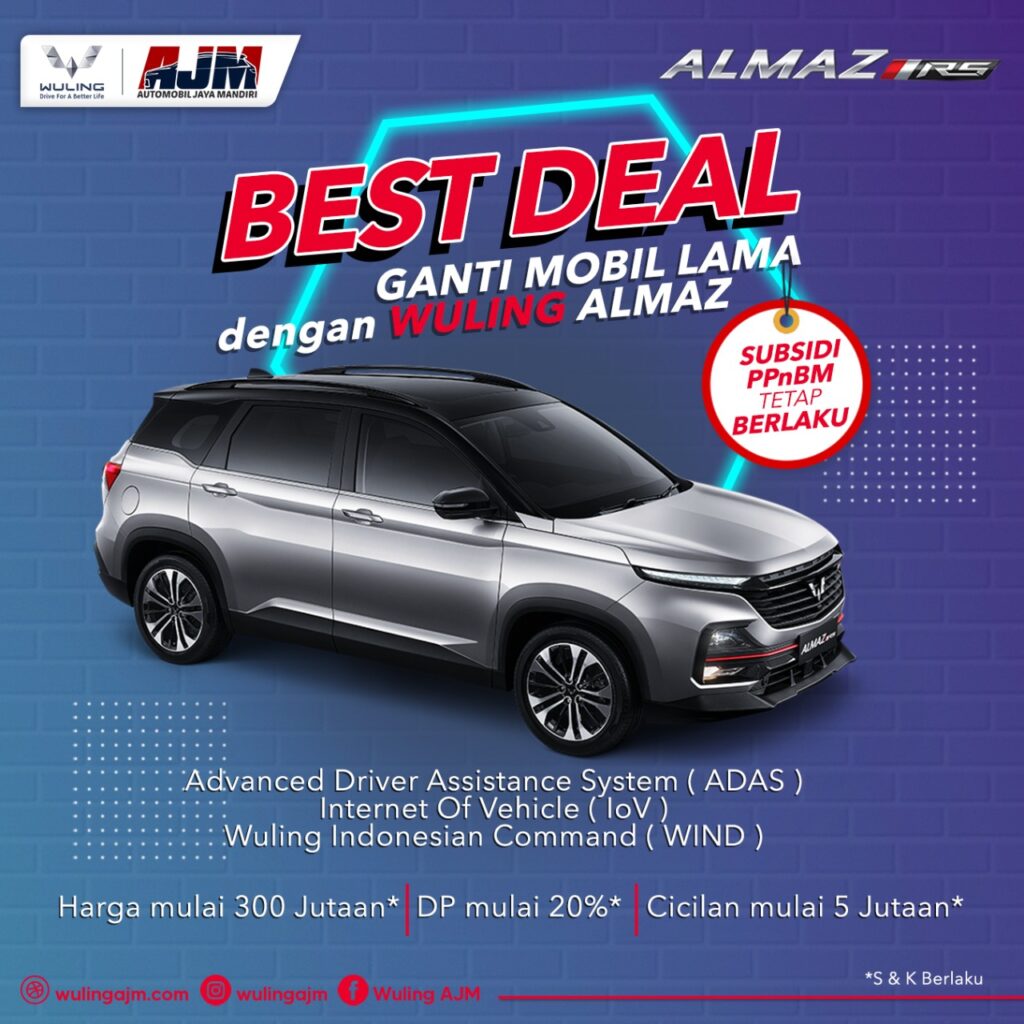 WULING
Drive For A Better Life
AJM
AUTOMOBIL JAYA MANDIRI
ALMAZ RS
BEST DEAL
GANTI MOBIL LAMA
dengan WULING ALMAZ
SUBSIDI
PPnBM
TETAP
BERLAKU
ALMAZ RS
Advanced Driver Assistance System ( ADAS )
Internet Of Vehicle ( IoV )
Wuling Indonesian Command ( WIND )
Harga mulai 300 Jutaan* | DP mulai 20%* | Cicilan mulai 5 Jutaan*
*S & K Berlaku
wulingajm.com wulingajm Wuling AJM